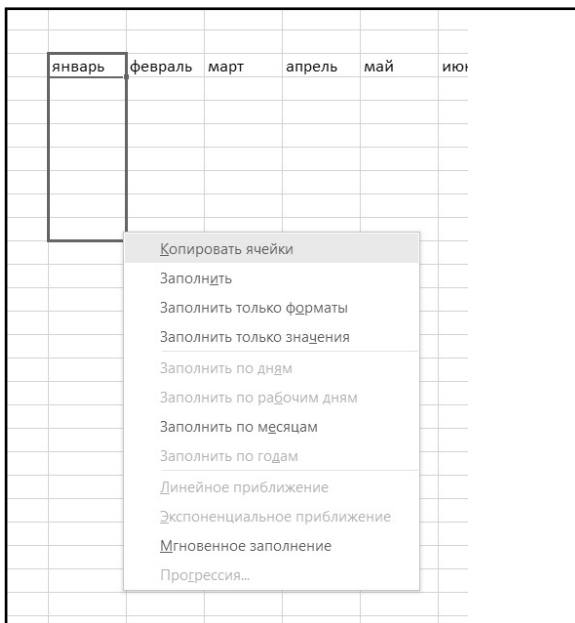 январь февраль март апрель май июн
Копировать ячейки
Заполнить
Заполнить только форматы
Заполнить только значения
Заполнить по дням
Заполнить по рабочим дням
Заполнить по месяцам
Заполнить по годам
Линейное приближение
Экспоненциальное приближение
Мгновенное заполнение
Прогрессия...